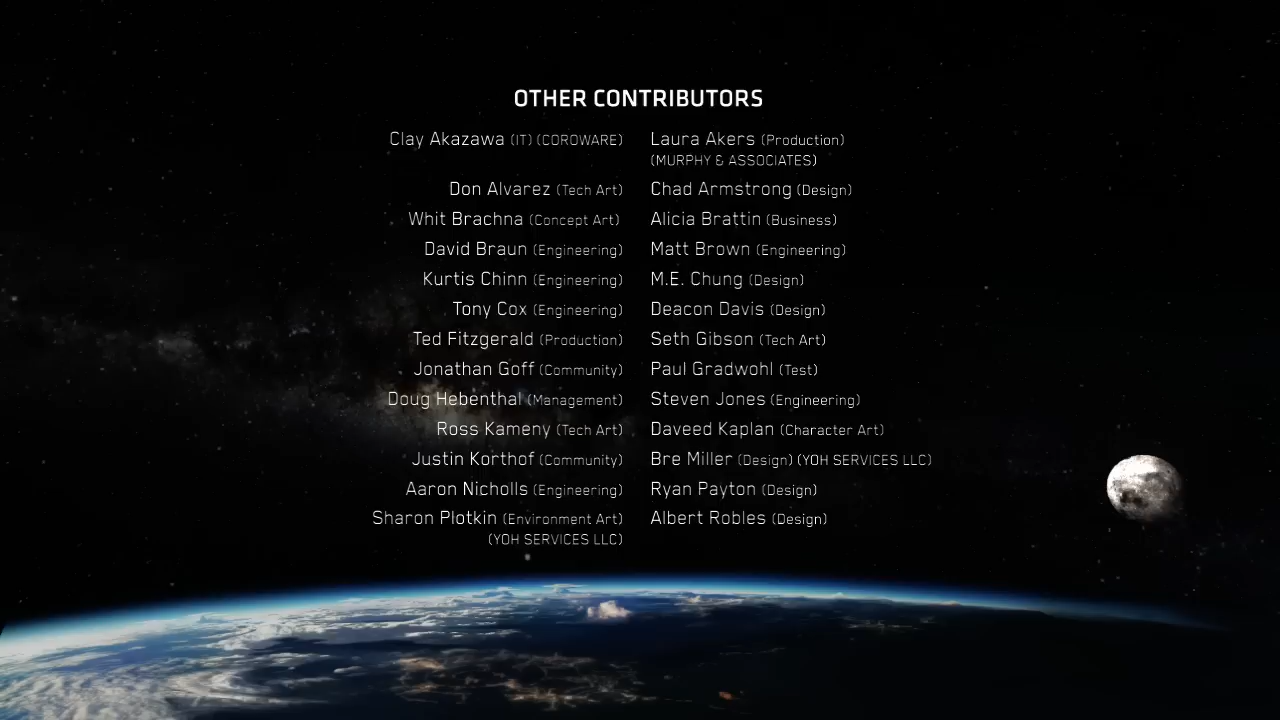 OTHER CONTRIBUTORS
Clay Akazawa (IT) (COROWARE) Laura Akers (Production)
(MURPHY & ASSOCIATES)
Don Alvarez (Tech Art) Chad Armstrong (Design)
Whit Brachna (Concept Art) Alicia Brattin (Business)
David Braun (Engineering) Matt Brown (Engineering)
Kurtis Chinn (Engineering) M.E. Chung (Design)
Tony Cox (Engineering) Deacon Davis (Design)
Ted Fitzgerald (Production) Seth Gibson (Tech Art)
Jonathan Goff (Community) Paul Gradwohl (Test)
Doug Hebenthal (Management) Steven Jones (Engineering)
Ross Kameny (Tech Art) Daveed Kaplan (Character Art)
Justin Korthof (Community) Bre Miller (Design) (YOH SERVICES LLC)
Aaron Nicholls (Engineering) Ryan Payton (Design)
Sharon Plotkin (Environment Art) Albert Robles (Design)
(YOH SERVICES LLC)